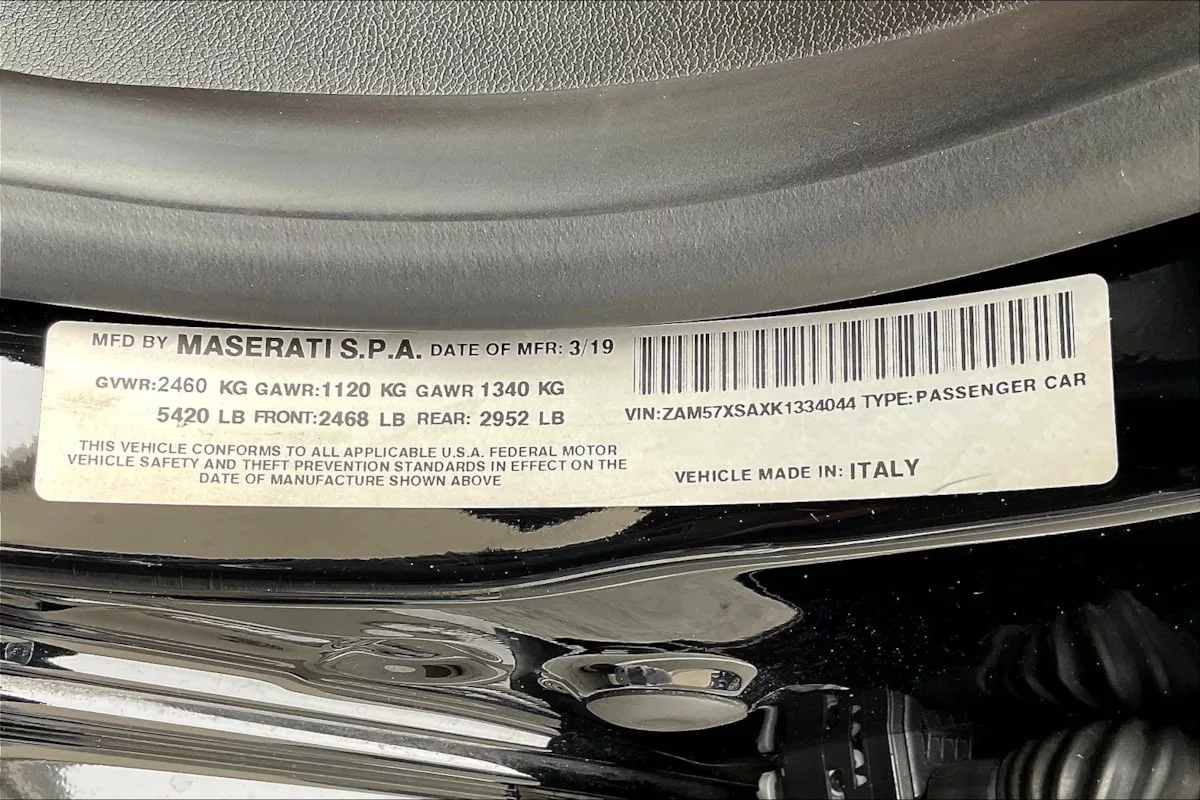 MFD BY MASERATI S.P.A. DATE OF MFR: 3/19
GVWR:2460 KG GAWR:1120 KG GAWR 1340 KG
5420 LB FRONT:2468 LB REAR: 2952 LB
THIS VEHICLE CONFORMS TO ALL APPLICABLE U.S.A. FEDERAL MOTOR
VEHICLE SAFETY AND THEFT PREVENTION STANDARDS IN EFFECT ON THE
DATE OF MANUFACTURE SHOWN ABOVE
VIN:ZAM57XSAXK1334044 TYPE:PASSENGER CAR
VEHICLE MADE IN: ITALY